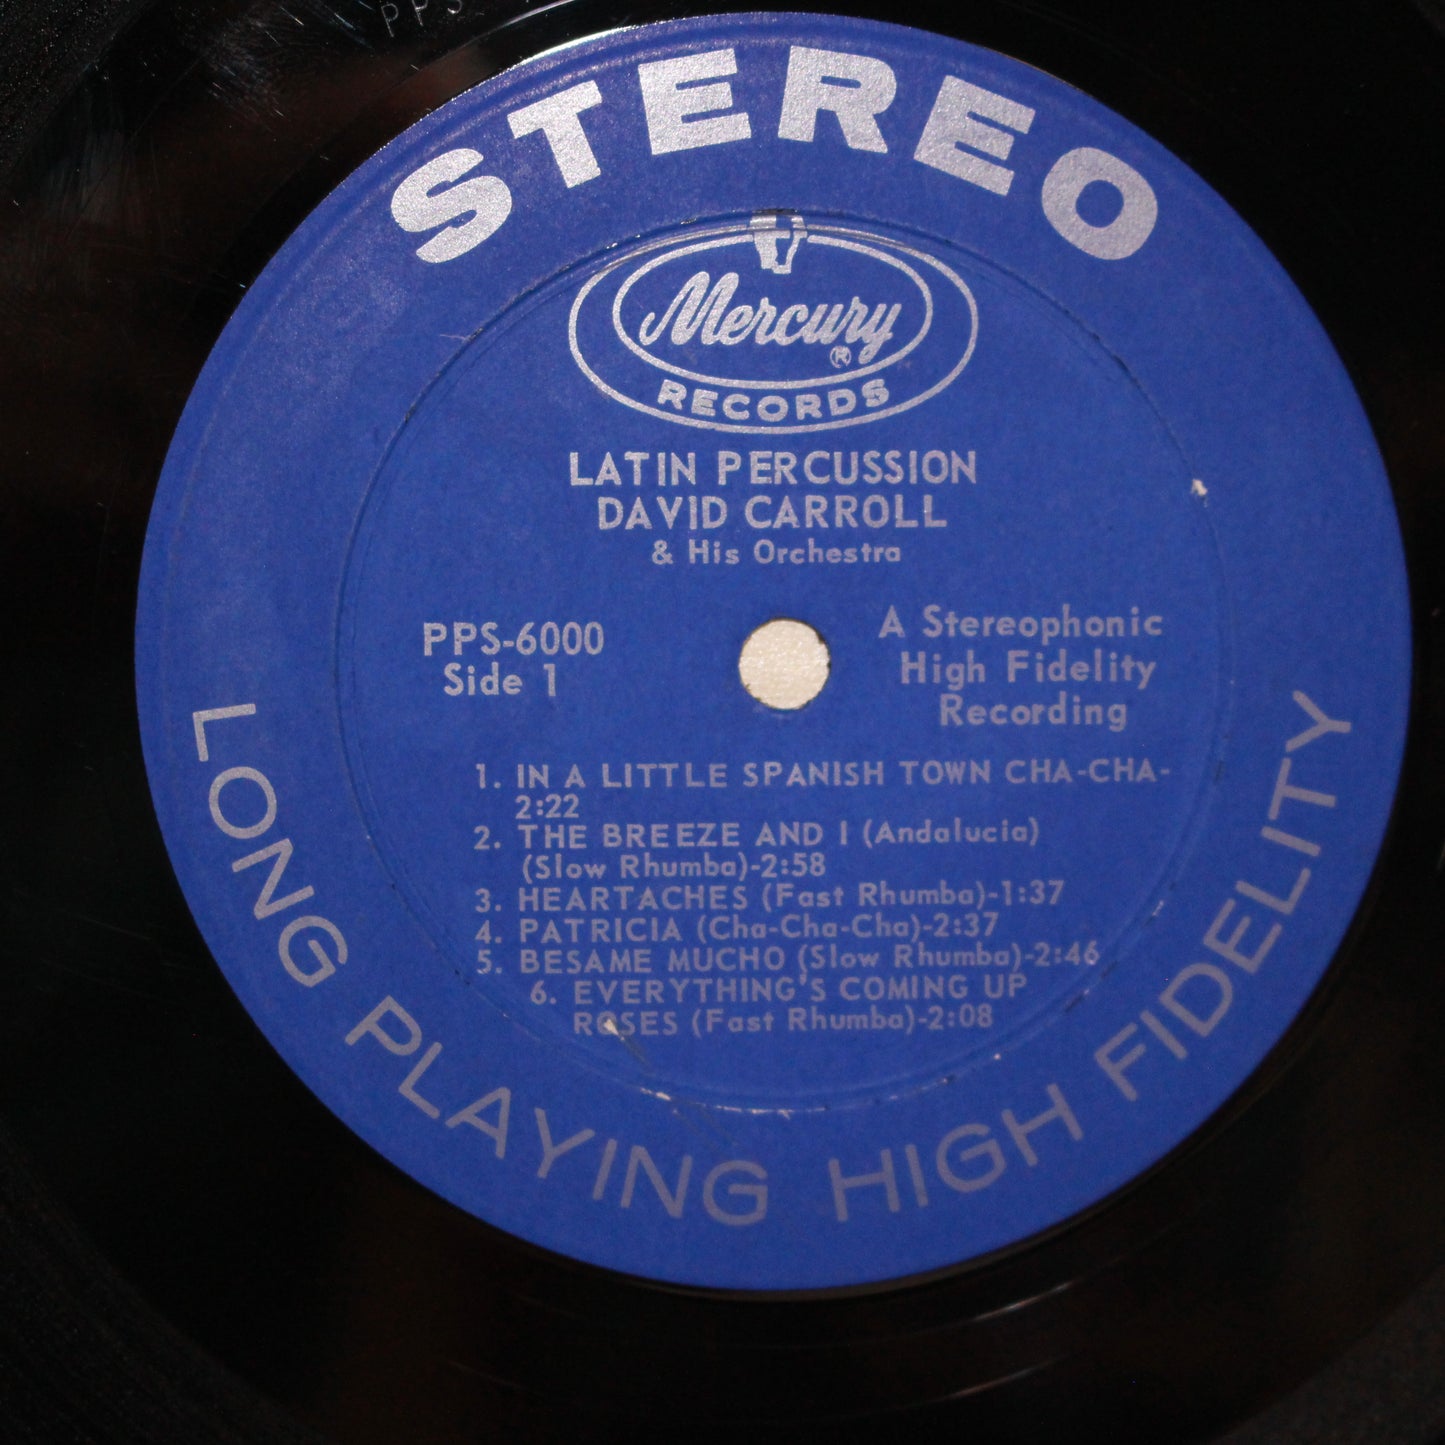 PPS
STEREO
Mercury
®
RECORDS
LATIN PERCUSSION
DAVID CARROLL
& His Orchestra
PPS-6000
Side 1
A Stereophonic
High Fidelity
Recording
1. IN A LITTLE SPANISH TOWN CHA-CHA-
2:22
2. THE BREEZE AND I (Andalucia)
(Slow Rhumba)-2:58
3. HEARTACHES (Fast Rhumba)-1:37
4. PATRICIA (Cha-Cha-Cha)-2:37
5. BESAME MUCHO (Slow Rhumba)-2:46
6. EVERYTHING'S COMING UP
ROSES (Fast Rhumba)-2:08
LONG PLAYING HIGH FIDELITY